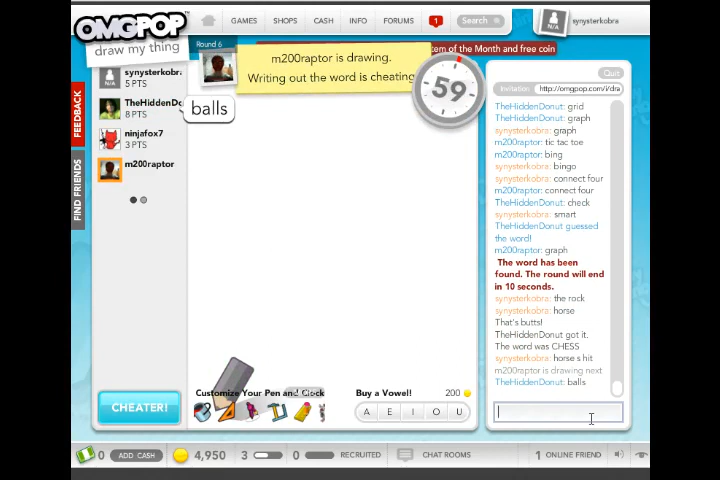 OMGPOP
draw my thing
GAMES
SHOPS
CASH
INFO
FORUMS
1
Search
N/A
synysterkobra
Round 6
tem of the Month and free coin
m200raptor is drawing.
Writing out the word is cheating
59
FEEDBACK
FIND FRIENDS
N/A
synysterkobra
5 PTS
TheHiddenDo
8 PTS
balls
ninjafox7
3 PTS
m200raptor
CHEATER!
Customize Your Pen and Clock
Buy a Vowel!
200
A E I O U
Quit
Invitation
http://omgpop.com/i/dra
TheHiddenDonut: grid
TheHiddenDonut: graph
synysterkobra: graph
m200raptor: tic tac toe
m200raptor: bing
synysterkobra: bingo
synysterkobra: connect four
m200raptor: connect four
TheHiddenDonut: check
synysterkobra: smart
TheHiddenDonut guessed
the word!
m200raptor: graph
The word has been
found. The round will end
in 10 seconds.
synysterkobra: the rock
synysterkobra: horse
That's butts!
TheHiddenDonut got it.
The word was CHESS
synysterkobra: horse s hit
m200raptor is drawing next
TheHiddenDonut: balls
0
ADD CASH
4,950
3
0
RECRUITED
CHAT ROOMS
1 ONLINE FRIEND